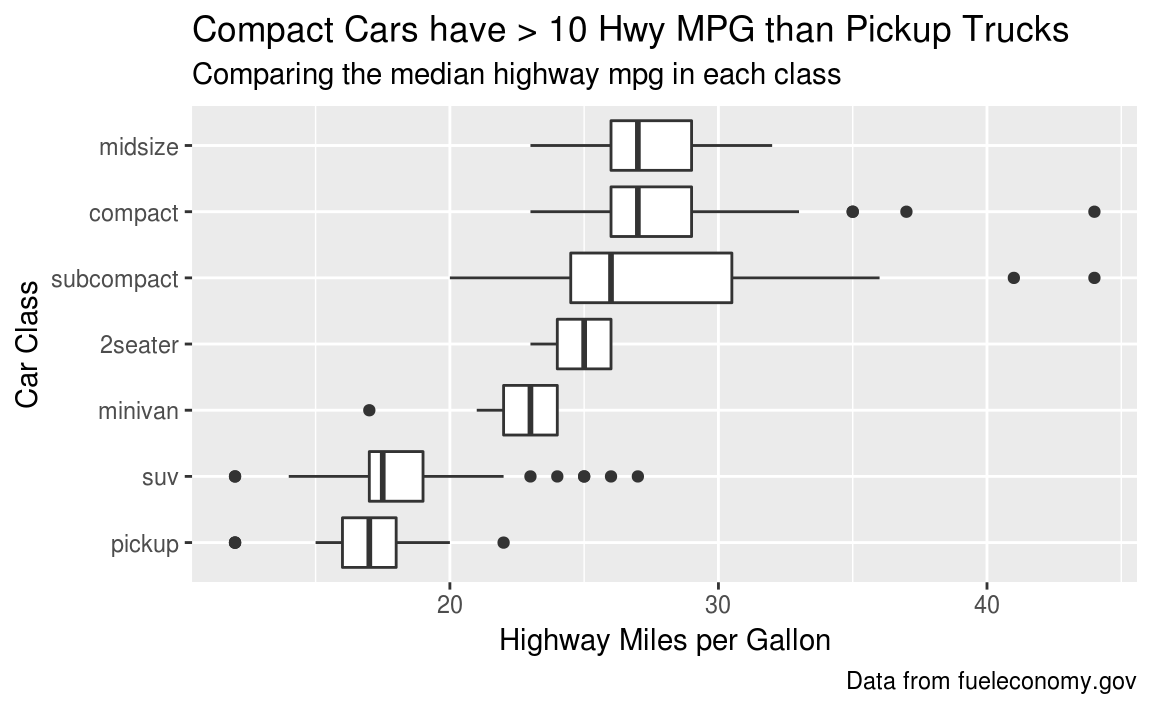 Compact Cars have > 10 Hwy MPG than Pickup Trucks
Comparing the median highway mpg in each class
Car Class
midsize
compact
subcompact
2seater
minivan
suv
pickup
20 30 40
Highway Miles per Gallon
Data from fueleconomy.gov